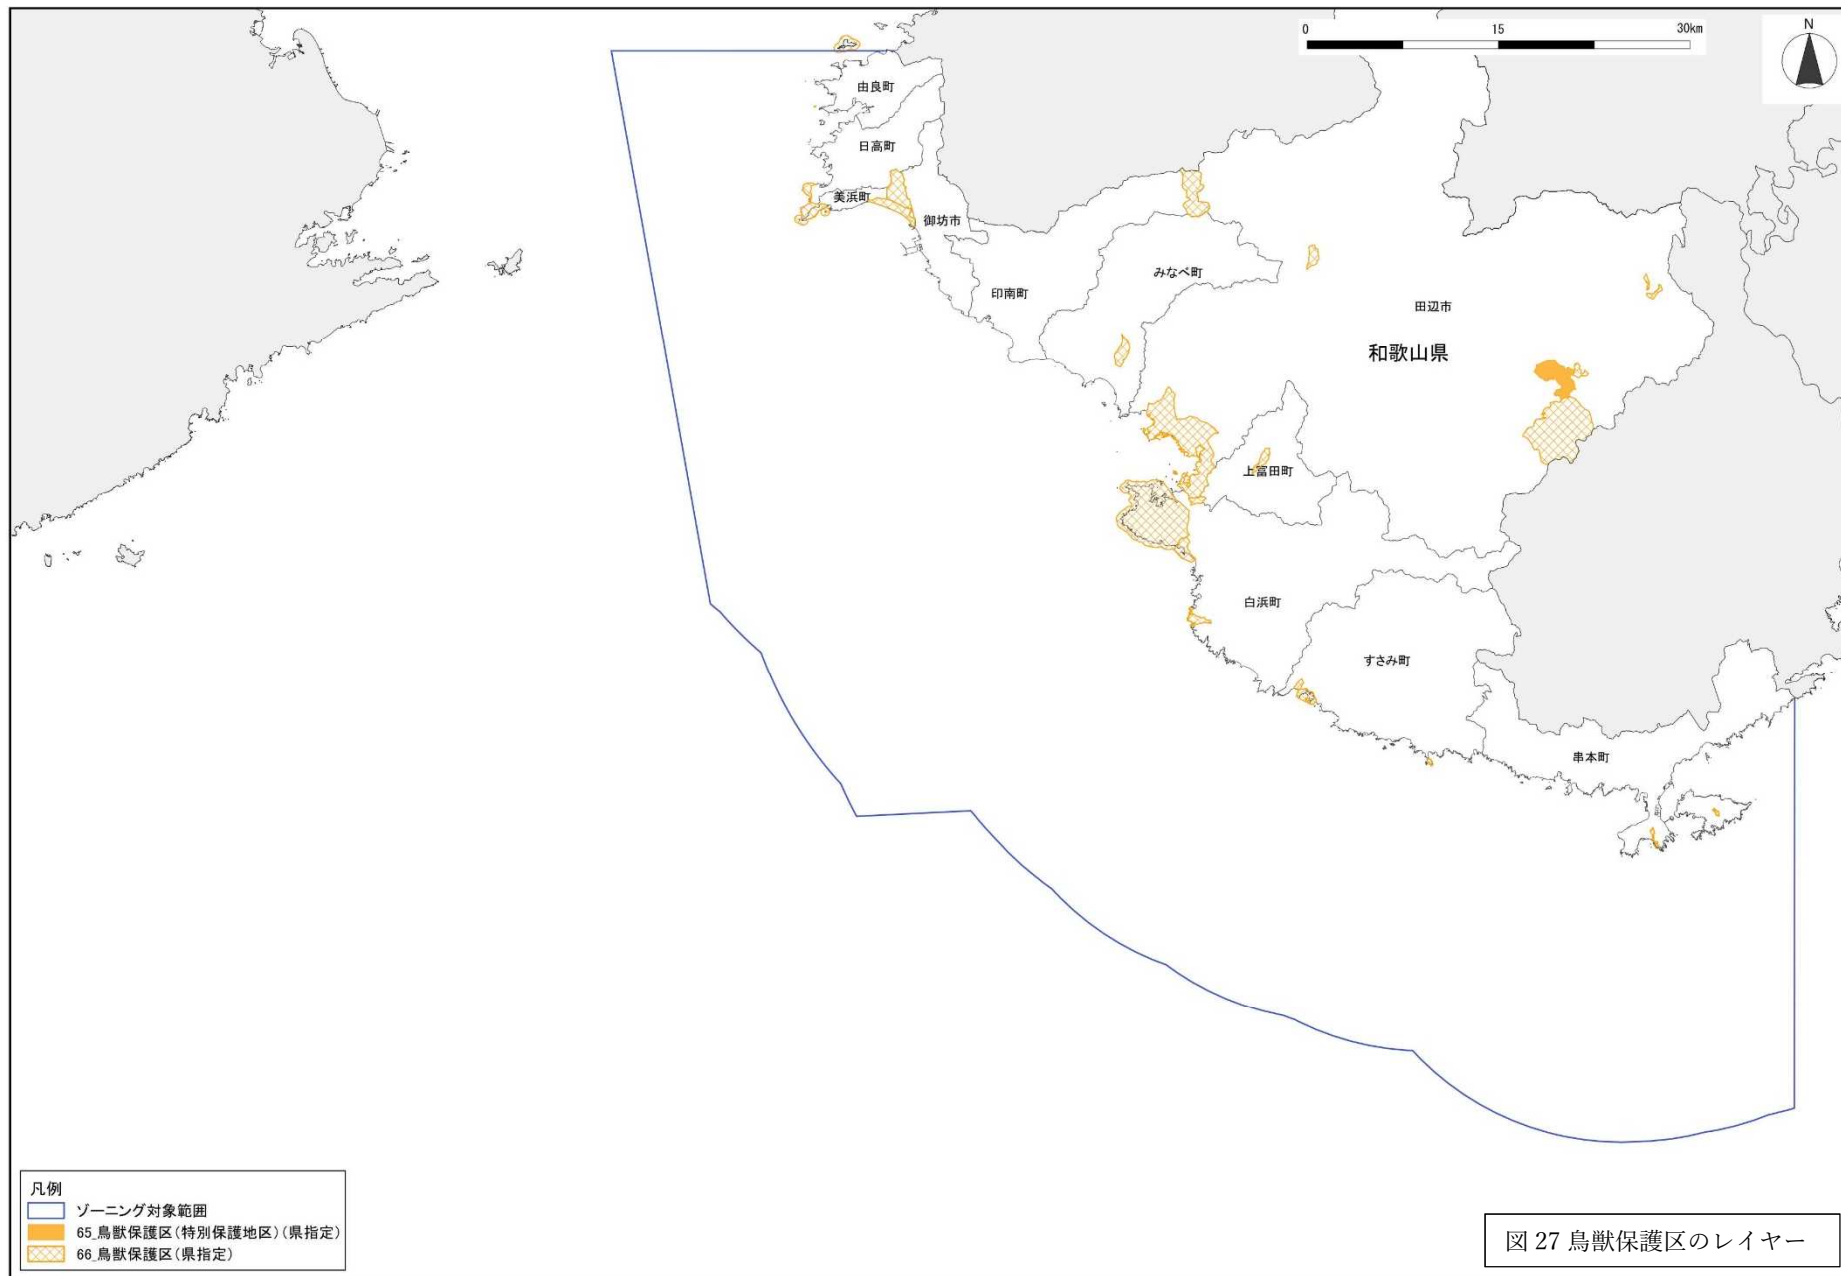 0 15 30km
N
由良町
日高町
美浜町
御坊市
みなべ町
印南町
田辺市
和歌山県
上富田町
白浜町
すさみ町
串本町
凡例
ゾーニング対象範囲
65_鳥獣保護区(特別保護地区)(県指定)
66_鳥獣保護区(県指定)
図 27 鳥獣保護区のレイヤー